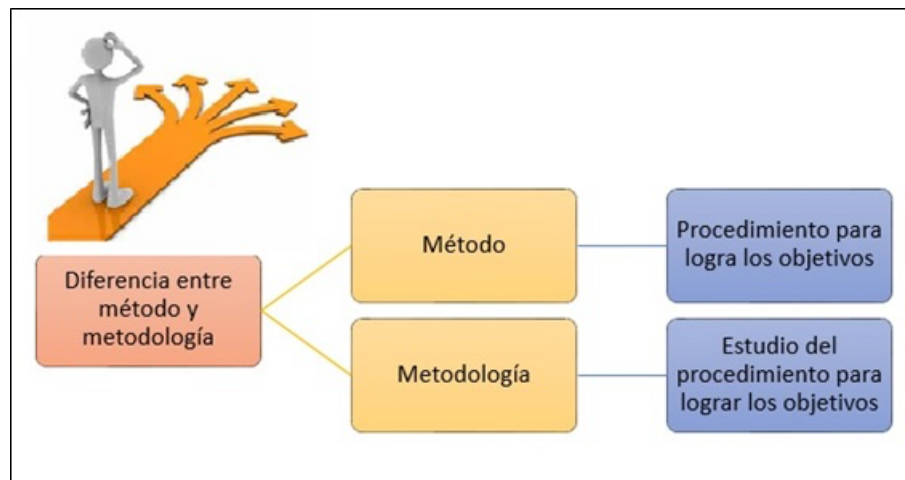 Diferencia entre
método y
metodología
Método
Procedimiento para
logra los objetivos
Metodología
Estudio del
procedimiento para
lograr los objetivos